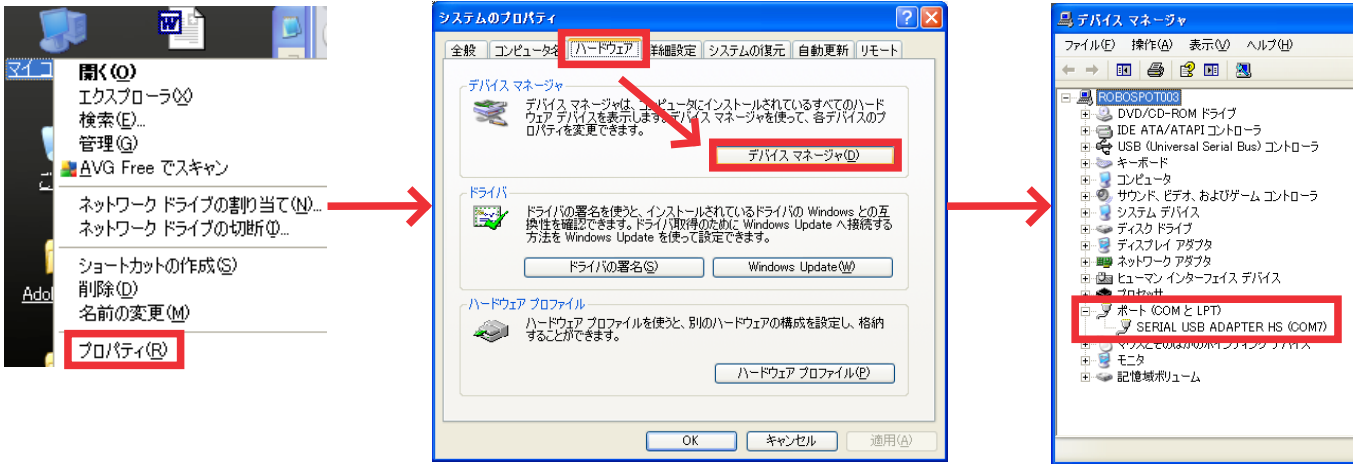 マイ コ
Adol
開く(O)
エクスプローラ(X)
検索(E)...
管理(G)
AVG Free でスキャン
ネットワーク ドライブの割り当て(N)...
ネットワーク ドライブの切断(I)...
ショートカットの作成(S)
削除(D)
名前の変更(M)
プロパティ(R)
システムのプロパティ
全般 コンピュータ名 ハードウェア 詳細設定 システムの復元 自動更新 リモート
デバイス マネージャ
デバイス マネージャは、コンピュータにインストールされているすべてのハード
ウェア デバイスを表示します。デバイス マネージャを使って、各デバイスのプ
ロパティを変更できます。
デバイス マネージャ(D)
ドライバ
ドライバの署名を使うと、インストールされているドライバの Windows との互
換性を確認できます。ドライバ取得のために Windows Update へ接続する
方法を Windows Update を使って設定できます。
ドライバの署名(S) Windows Update(W)
ハードウェア プロファイル
ハードウェア プロファイルを使うと、別のハードウェアの構成を設定し、格納
することができます。
ハードウェア プロファイル(P)
OK キャンセル 適用(A)
デバイス マネージャ
ファイル(F) 操作(A) 表示(V) ヘルプ(H)
ROBOSPOT003
DVD/CD-ROM ドライブ
IDE ATA/ATAPI コントローラ
USB (Universal Serial Bus) コントローラ
キーボード
コンピュータ
サウンド、ビデオ、およびゲーム コントローラ
システム デバイス
ディスク ドライブ
ディスプレイ アダプタ
ネットワーク アダプタ
ヒューマン インターフェイス デバイス
プロセッサ
ポート (COM と LPT)
SERIAL USB ADAPTER HS (COM7)
マウスとそのほかのポインティング デバイス
モニタ
記憶域ボリューム